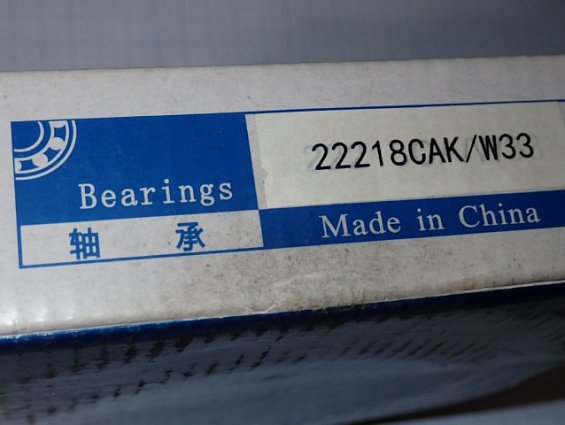 Bearings
轴 承
22218CAK/W33
Made in China